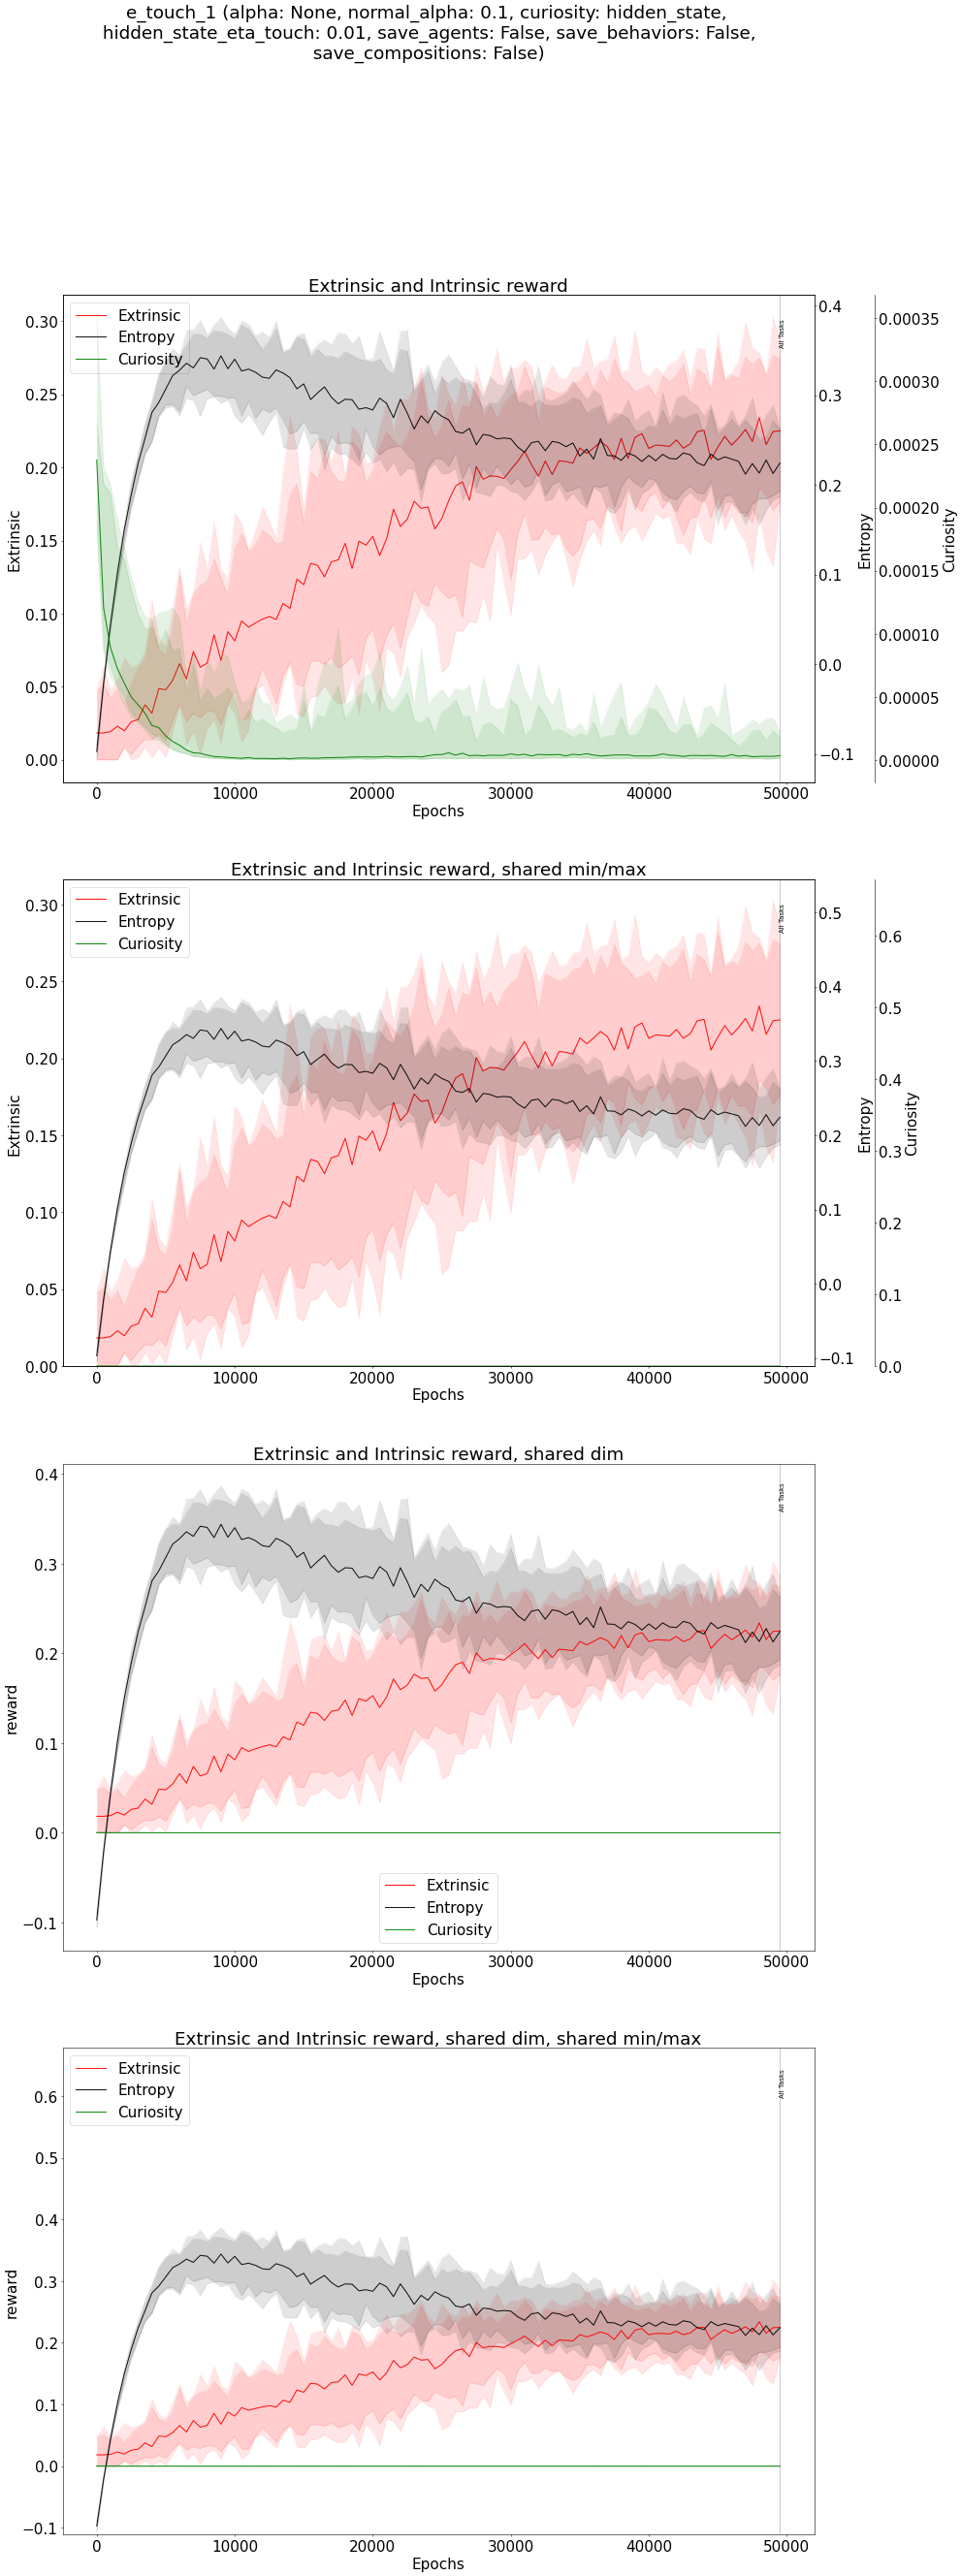 e_touch_1 (alpha: None, normal_alpha: 0.1, curiosity: hidden_state,
hidden_state_eta_touch: 0.01, save_agents: False, save_behaviors: False,
save_compositions: False)
Extrinsic and Intrinsic reward
Extrinsic
Entropy
Curiosity
All Tasks
0.30
0.25
0.20
0.15
0.10
0.05
0.00
Extrinsic
0.4
0.3
0.2
0.1
0.0
−0.1
Entropy
0.00035
0.00030
0.00025
0.00020
0.00015
0.00010
0.00005
0.00000
Curiosity
0 10000 20000 30000 40000 50000
Epochs
Extrinsic and Intrinsic reward, shared min/max
Extrinsic
Entropy
Curiosity
All Tasks
0.30
0.25
0.20
0.15
0.10
0.05
0.00
Extrinsic
0.5
0.4
0.3
0.2
0.1
0.0
−0.1
Entropy
0.6
0.5
0.4
0.3
0.2
0.1
0.0
Curiosity
0 10000 20000 30000 40000 50000
Epochs
Extrinsic and Intrinsic reward, shared dim
All Tasks
0.4
0.3
0.2
0.1
0.0
−0.1
reward
Extrinsic
Entropy
Curiosity
0 10000 20000 30000 40000 50000
Epochs
Extrinsic and Intrinsic reward, shared dim, shared min/max
Extrinsic
Entropy
Curiosity
All Tasks
0.6
0.5
0.4
0.3
0.2
0.1
0.0
−0.1
reward
0 10000 20000 30000 40000 50000
Epochs